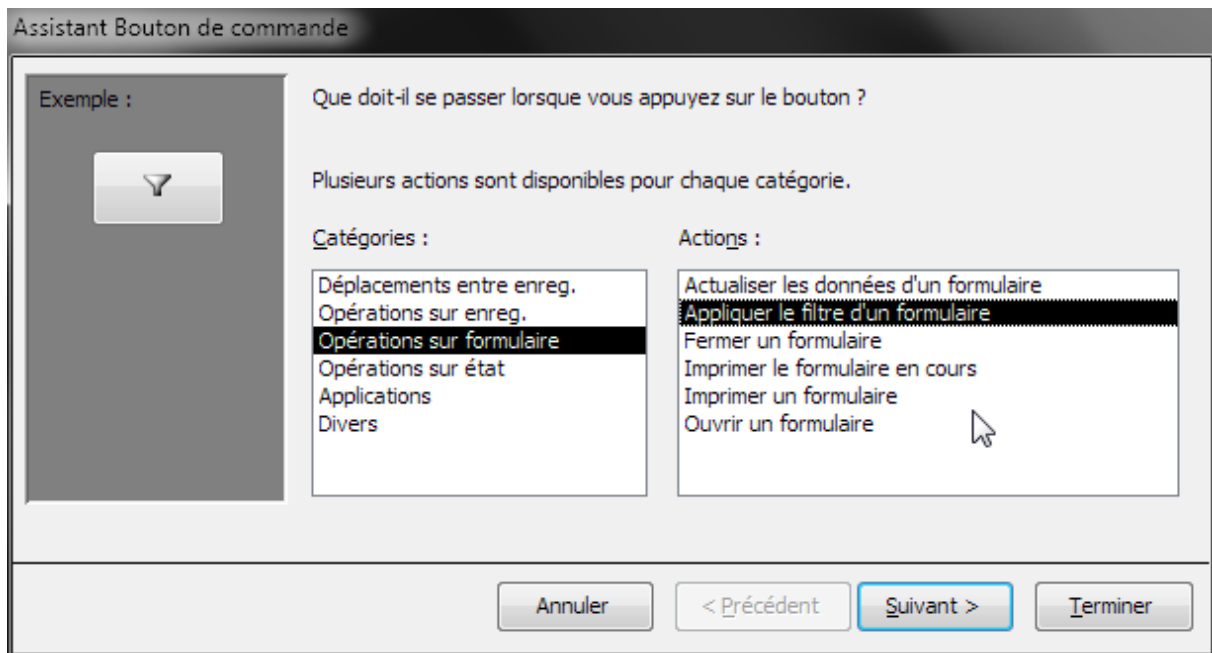 Assistant Bouton de commande
Exemple :
Que doit-il se passer lorsque vous appuyez sur le bouton ?
Plusieurs actions sont disponibles pour chaque catégorie.
Catégories :
Déplacements entre enreg.
Opérations sur enreg.
Opérations sur formulaire
Opérations sur état
Applications
Divers
Actions :
Actualiser les données d'un formulaire
Appliquer le filtre d'un formulaire
Fermer un formulaire
Imprimer le formulaire en cours
Imprimer un formulaire
Ouvrir un formulaire
Annuler
< Précédent
Suivant >
Terminer